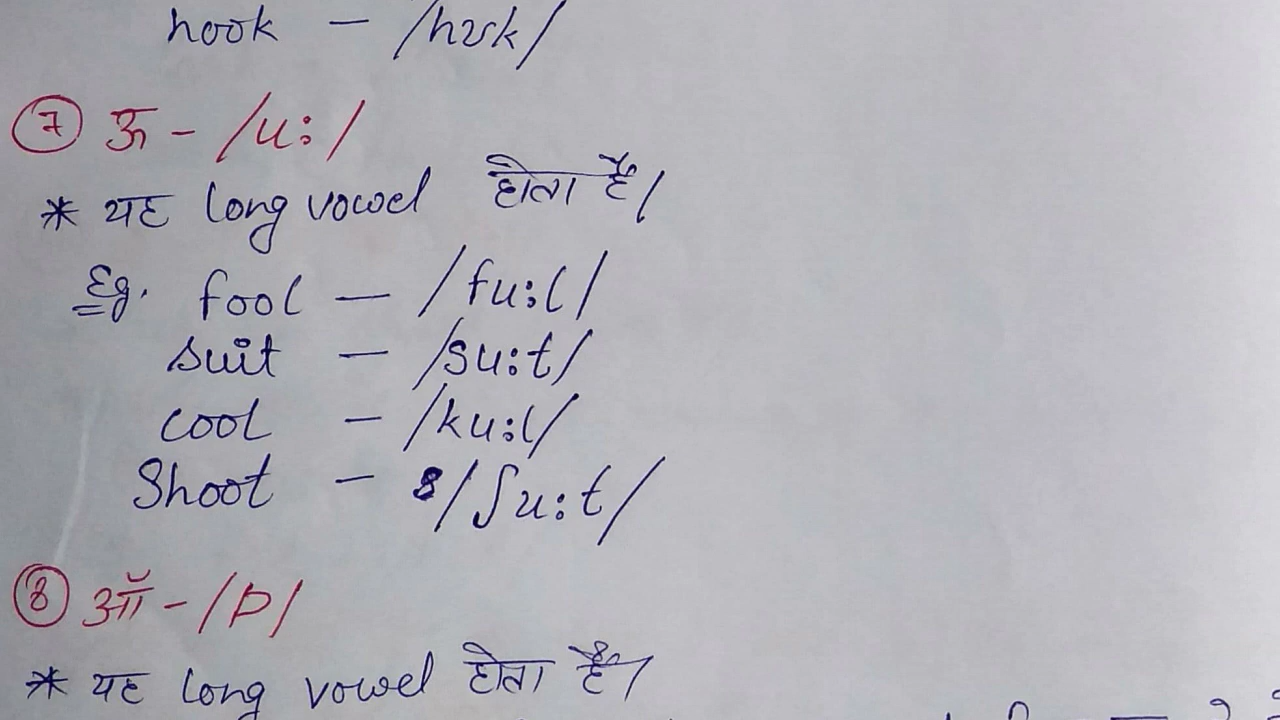 hook - /hʊk/
⑦ ऊ - /u:/
* यह long vowel होता है।
Eg. fool - /fu:l/
suit - /su:t/
cool - /ku:l/
Shoot - /ʃu:t/
⑧ ऑ - /ɒ/
* यह long vowel होता है।